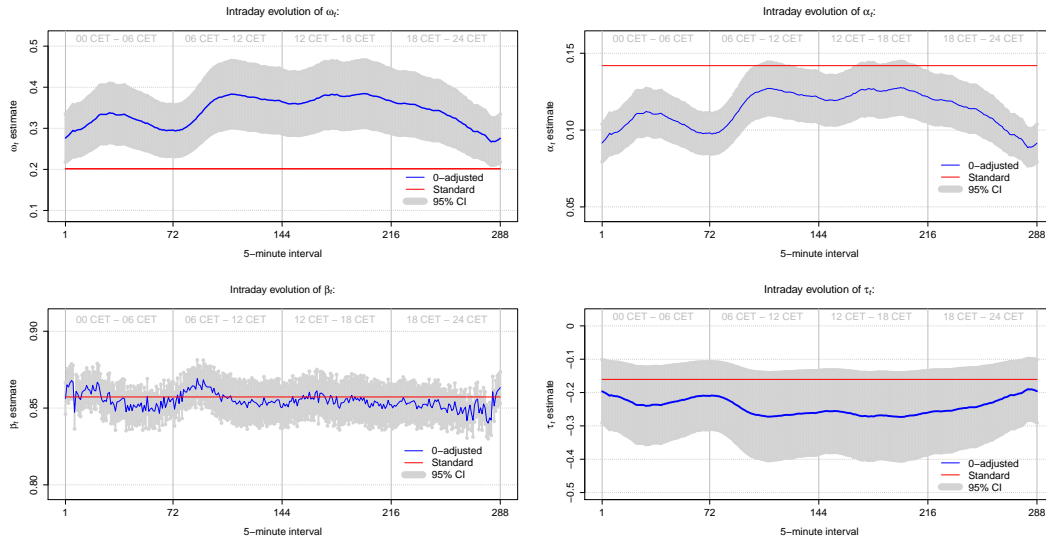 Intraday evolution of ωt:
00 CET − 06 CET 06 CET − 12 CET 12 CET − 18 CET 18 CET − 24 CET
ωt estimate
0.5
0.4
0.3
0.2
0.1
0−adjusted
Standard
95% CI
1 72 144 216 288
5−minute interval
Intraday evolution of αt:
00 CET − 06 CET 06 CET − 12 CET 12 CET − 18 CET 18 CET − 24 CET
αt estimate
0.15
0.10
0.05
0−adjusted
Standard
95% CI
1 72 144 216 288
5−minute interval
Intraday evolution of βt:
00 CET − 06 CET 06 CET − 12 CET 12 CET − 18 CET 18 CET − 24 CET
βt estimate
0.90
0.85
0.80
0−adjusted
Standard
95% CI
1 72 144 216 288
5−minute interval
Intraday evolution of τt:
00 CET − 06 CET 06 CET − 12 CET 12 CET − 18 CET 18 CET − 24 CET
τt estimate
0
−0.1
−0.2
−0.3
−0.4
−0.5
0−adjusted
Standard
95% CI
1 72 144 216 288
5−minute interval